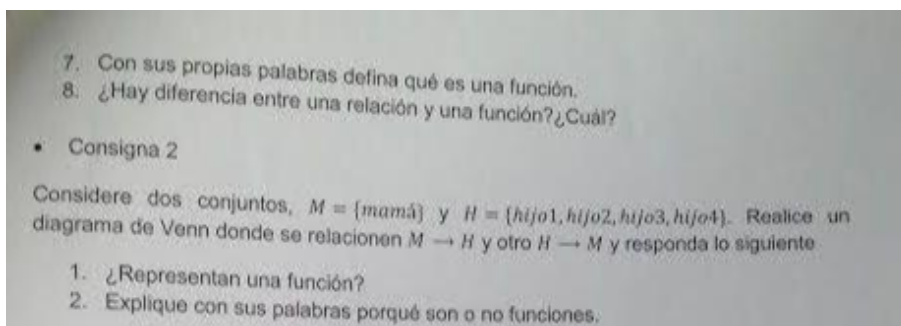 7. Con sus propias palabras defina qué es una función.
8. ¿Hay diferencia entre una relación y una función?¿Cuál?
• Consigna 2
Considere dos conjuntos, M = {mamá} y H = {hijo1, hijo2, hijo3, hijo4}. Realice un
diagrama de Venn donde se relacionen M → H y otro H → M y responda lo siguiente
1. ¿Representan una función?
2. Explique con sus palabras porqué son o no funciones.